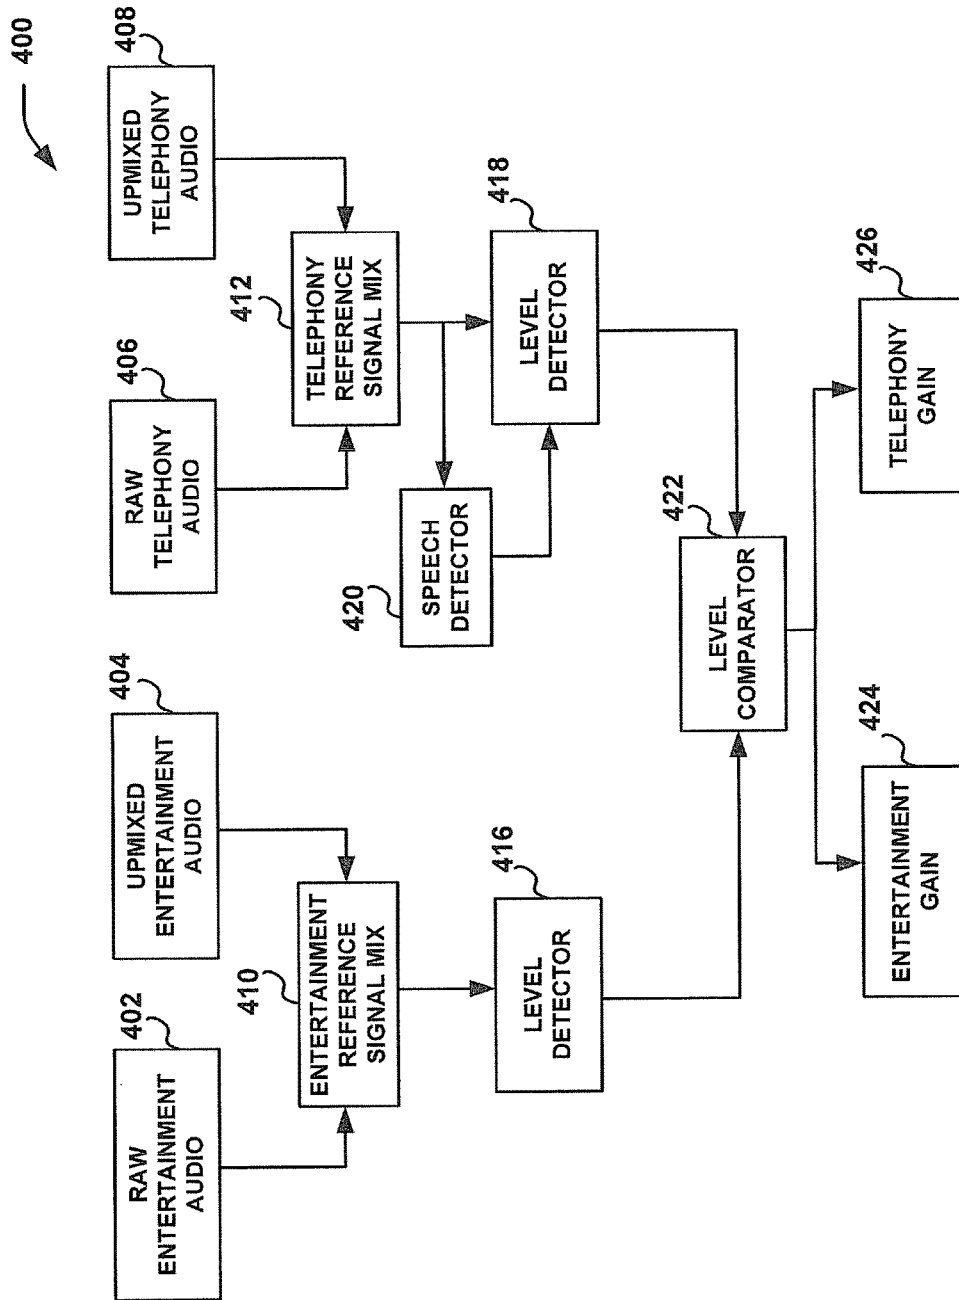 400
402
RAW
ENTERTAINMENT
AUDIO
404
UPMIXED
ENTERTAINMENT
AUDIO
406
RAW
TELEPHONY
AUDIO
408
UPMIXED
TELEPHONY
AUDIO
410
ENTERTAINMENT
REFERENCE
SIGNAL MIX
412
TELEPHONY
REFERENCE
SIGNAL MIX
416
LEVEL
DETECTOR
420
SPEECH
DETECTOR
418
LEVEL
DETECTOR
422
LEVEL
COMPARATOR
424
ENTERTAINMENT
GAIN
426
TELEPHONY
GAIN